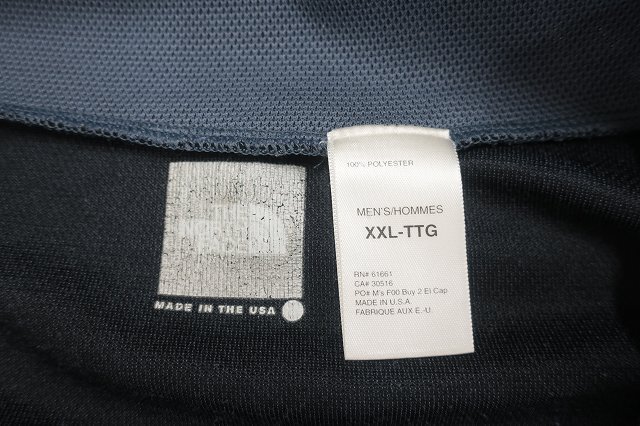 THE
NORTH
FACE
MADE IN THE USA
100% POLYESTER
MEN'S/HOMMES
XXL-TTG
RN# 61661
CA# 30516
PO# M's F00 Buy 2 El Cap
MADE IN U.S.A.
FABRIQUE AUX E.-U.